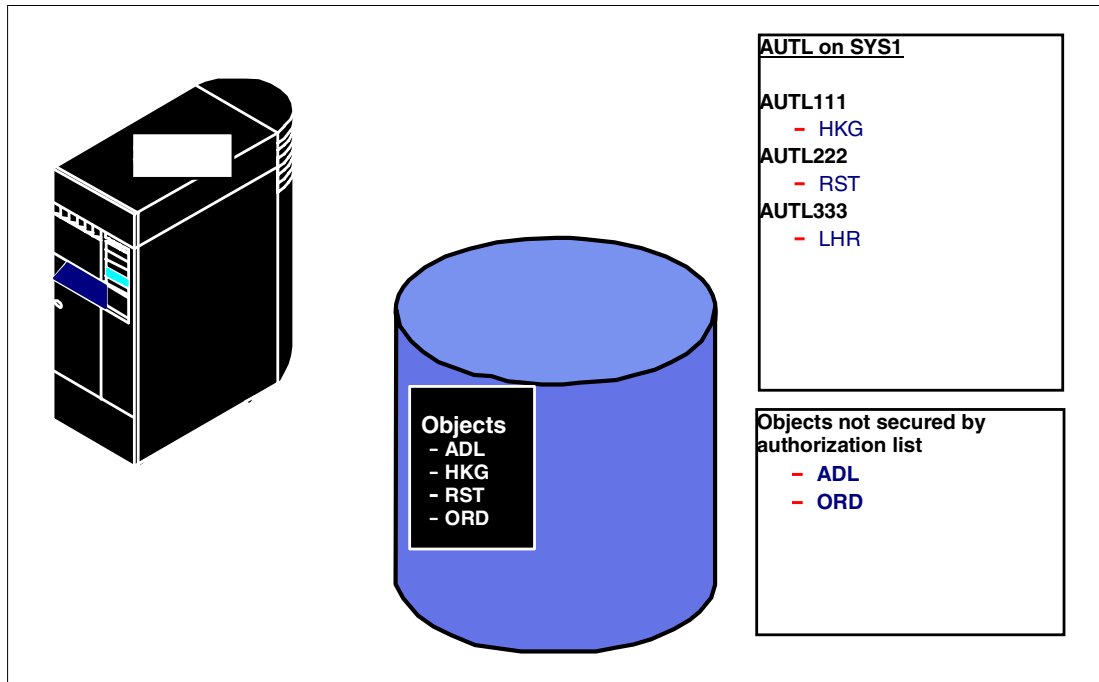 AUTL on SYS1
AUTL111
- HKG
AUTL222
- RST
AUTL333
- LHR
Objects
- ADL
- HKG
- RST
- ORD
Objects not secured by
authorization list
- ADL
- ORD